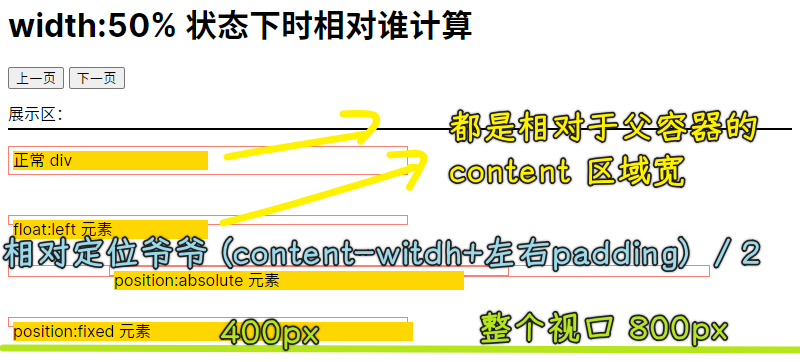 width:50% 状态下时相对谁计算
上一页 下一页
展示区：
都是相对于父容器的
content 区域宽
正常 div
float:left 元素
相对定位爷爷 (content-witdh+左右padding) / 2
position:absolute 元素
position:fixed 元素
400px
整个视口 800px